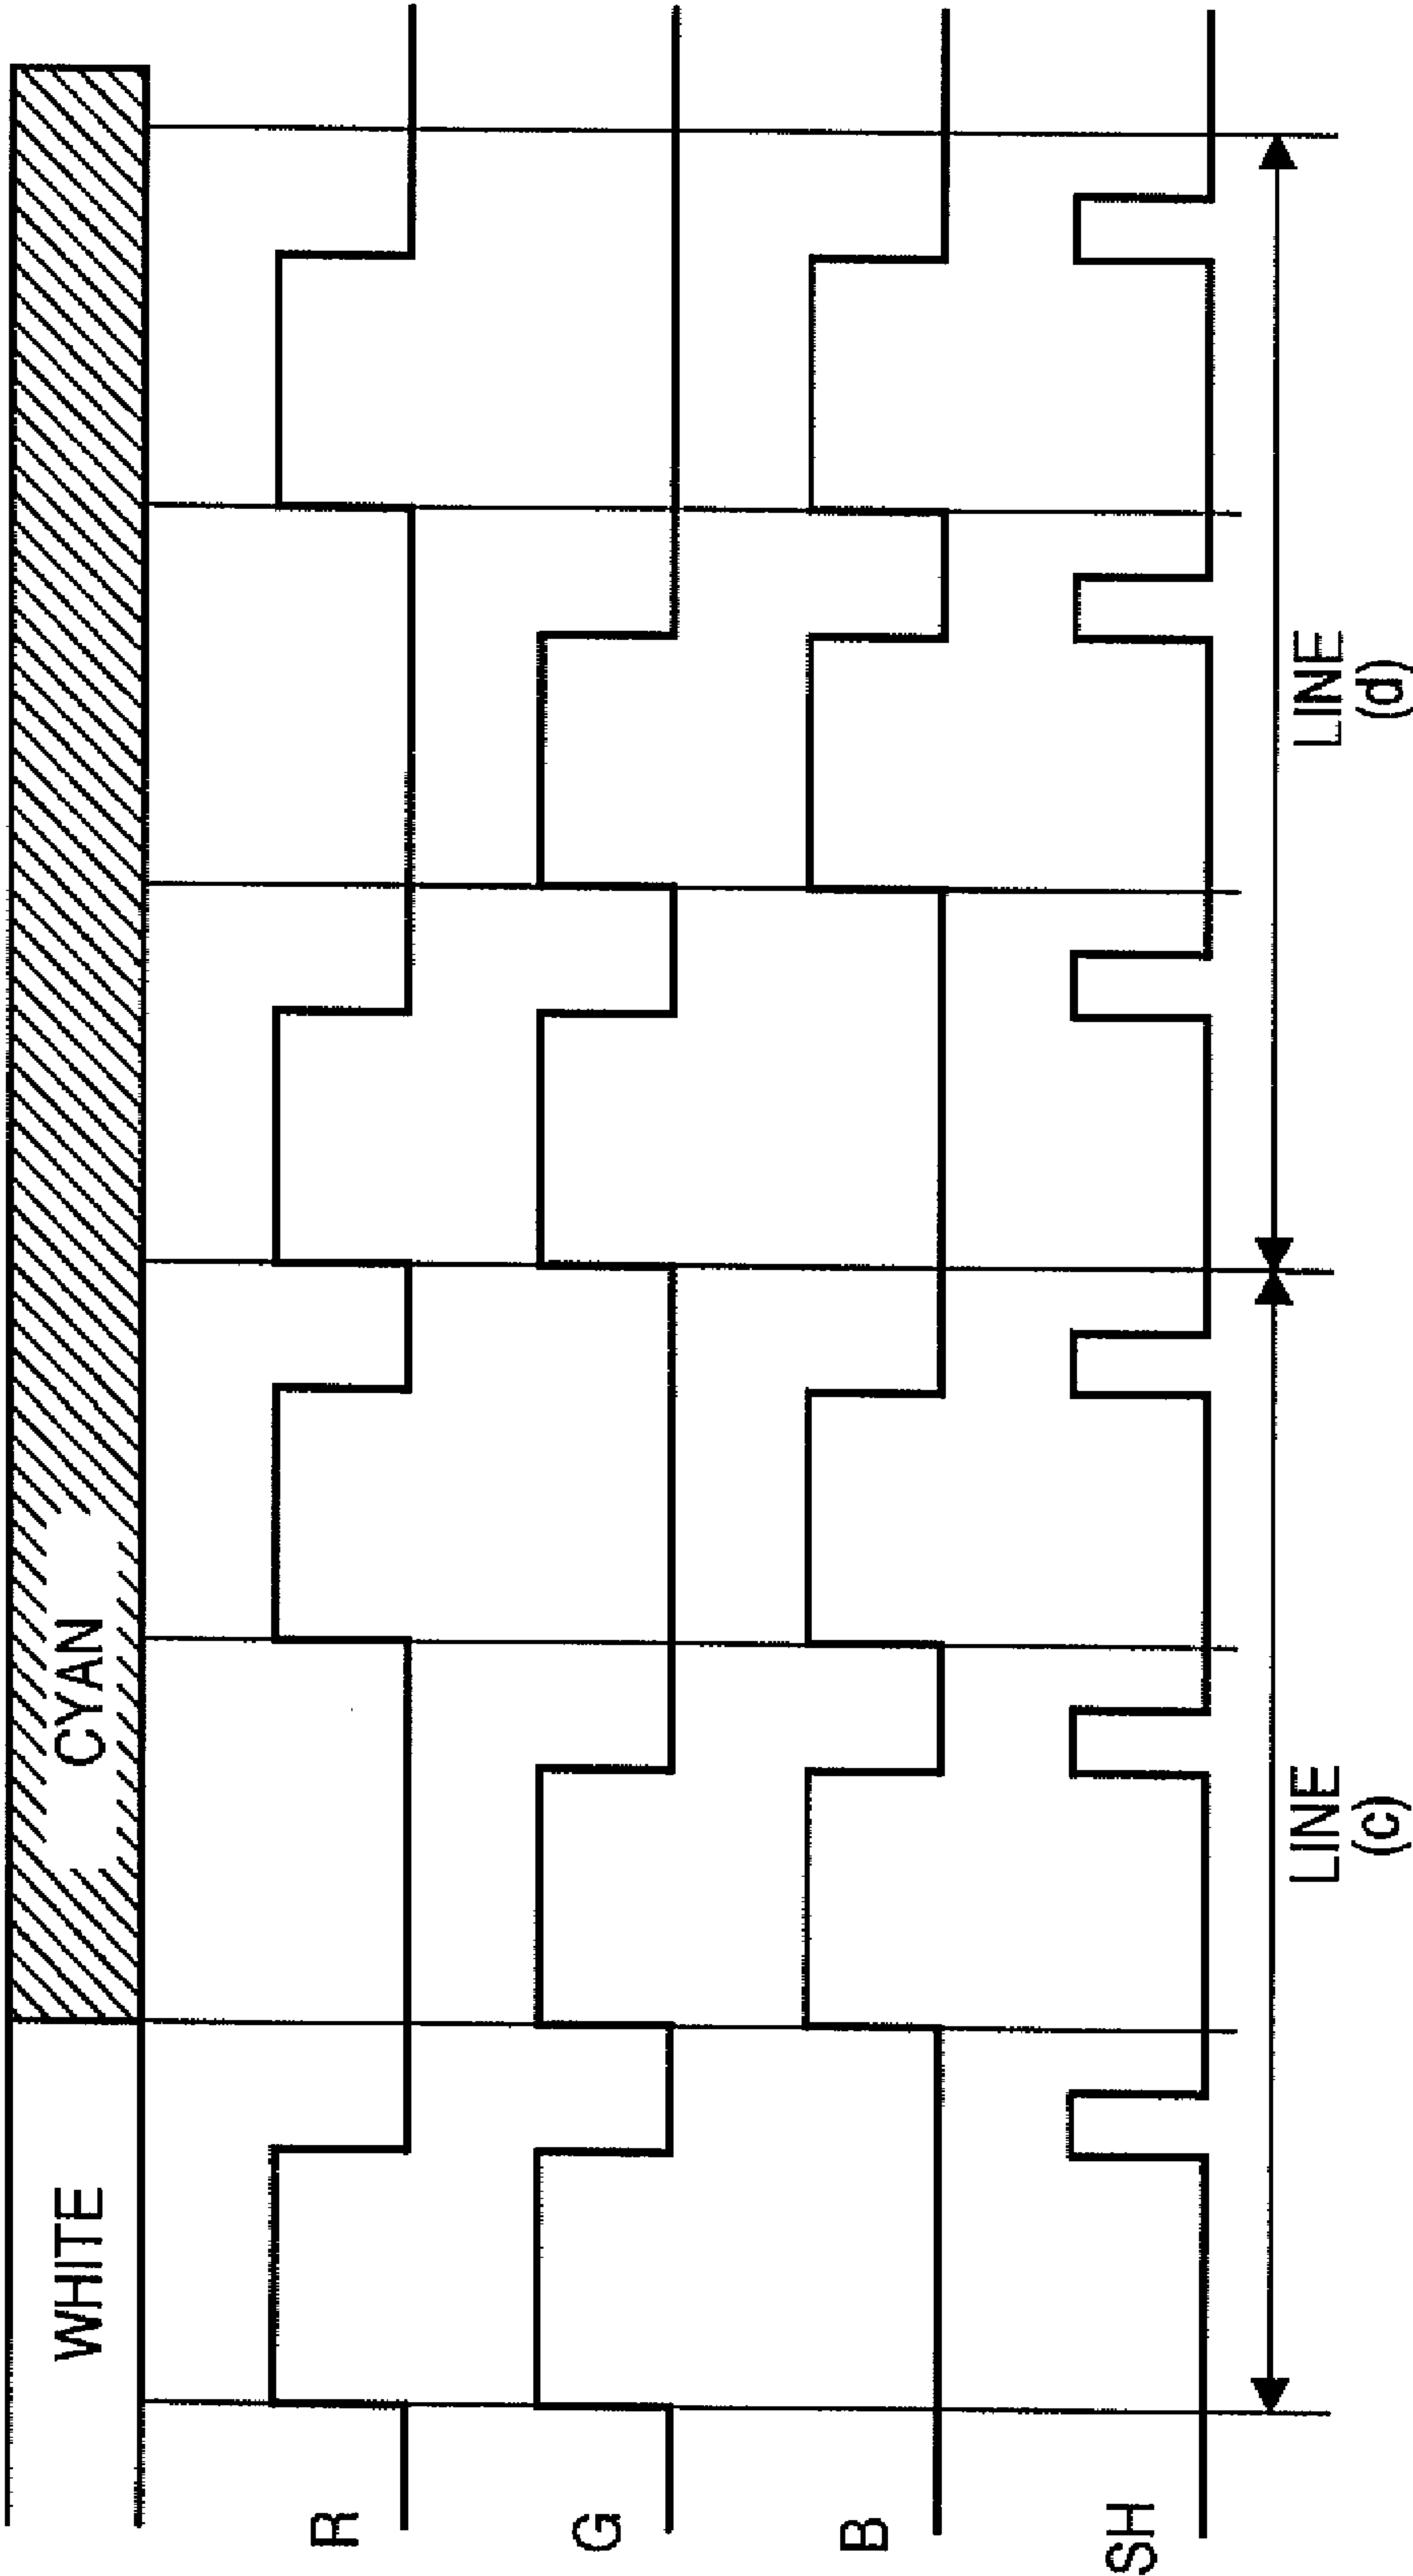 WHITE
CYAN
R
G
B
SH
LINE
(c)
LINE
(d)